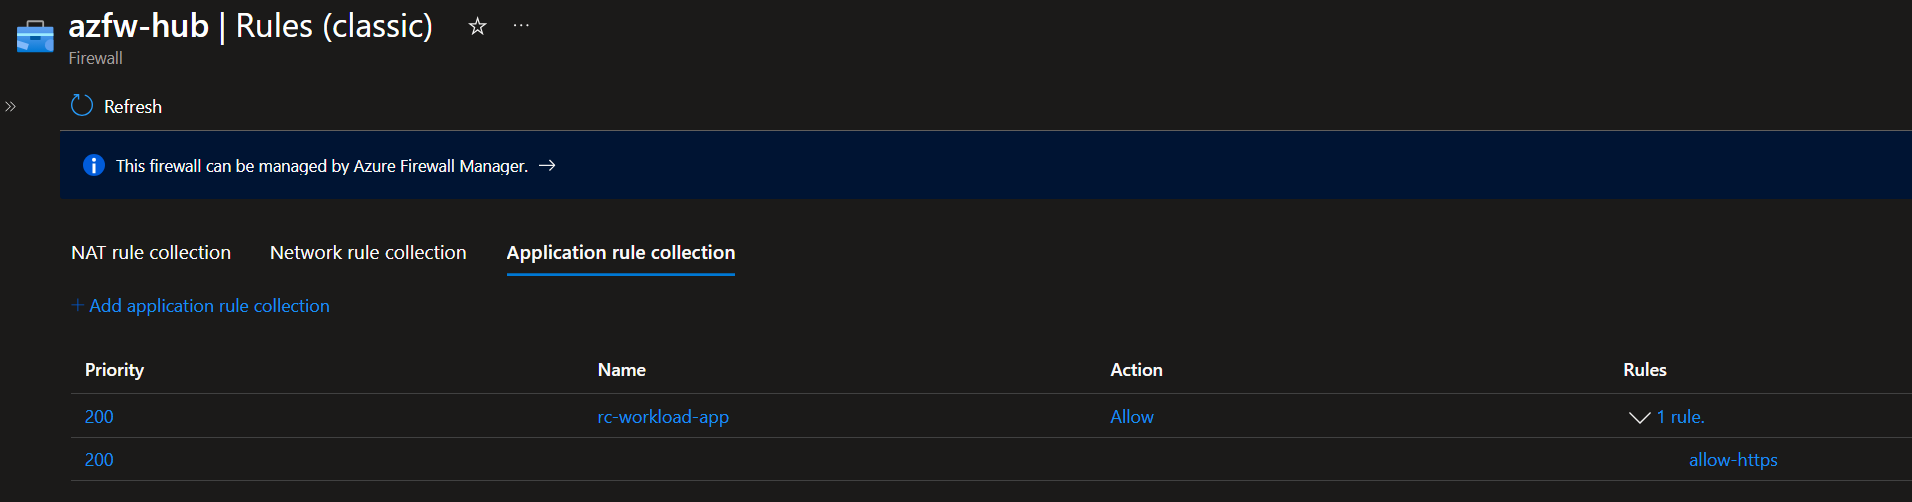 azfw-hub | Rules (classic) ☆ ···
Firewall
» Refresh
This firewall can be managed by Azure Firewall Manager. →
NAT rule collection Network rule collection Application rule collection
+ Add application rule collection
Priority Name Action Rules
200 rc-workload-app Allow 1 rule.
200 allow-https